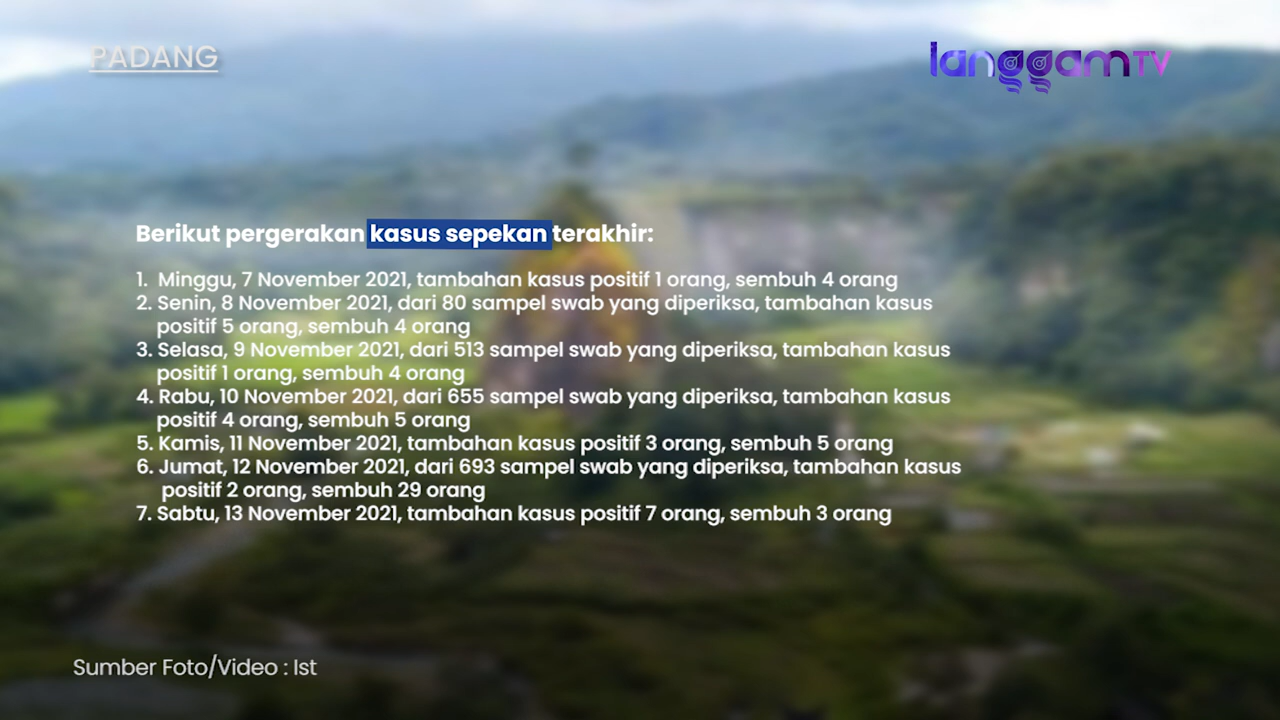 PADANG
langgam TV
Berikut pergerakan kasus sepekan terakhir:
1. Minggu, 7 November 2021, tambahan kasus positif 1 orang, sembuh 4 orang
2. Senin, 8 November 2021, dari 80 sampel swab yang diperiksa, tambahan kasus
positif 5 orang, sembuh 4 orang
3. Selasa, 9 November 2021, dari 513 sampel swab yang diperiksa, tambahan kasus
positif 1 orang, sembuh 4 orang
4. Rabu, 10 November 2021, dari 655 sampel swab yang diperiksa, tambahan kasus
positif 4 orang, sembuh 5 orang
5. Kamis, 11 November 2021, tambahan kasus positif 3 orang, sembuh 5 orang
6. Jumat, 12 November 2021, dari 693 sampel swab yang diperiksa, tambahan kasus
positif 2 orang, sembuh 29 orang
7. Sabtu, 13 November 2021, tambahan kasus positif 7 orang, sembuh 3 orang
Sumber Foto/Video : Ist